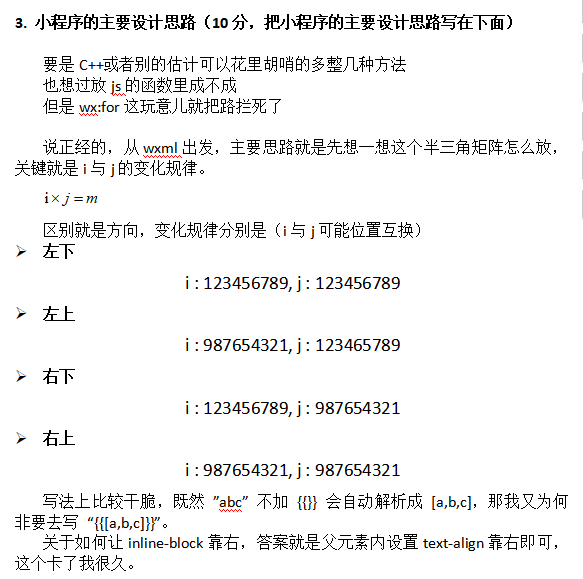 3. 小程序的主要设计思路（10 分，把小程序的主要设计思路写在下面）
要是 C++或者别的估计可以花里胡哨的多整几种方法
也想过放 js 的函数里成不成
但是 wx:for 这玩意儿就把路拦死了
说正经的，从 wxml 出发，主要思路就是先想一想这个半三角矩阵怎么放，
关键就是 i 与 j 的变化规律。
i × j = m
区别就是方向，变化规律分别是（i 与 j 可能位置互换）
➢ 左下
i : 123456789, j : 123456789
➢ 左上
i : 987654321, j : 123465789
➢ 右下
i : 123456789, j : 987654321
➢ 右上
i : 987654321, j : 987654321
写法上比较干脆，既然 ”abc” 不加 {{}} 会自动解析成 [a,b,c]，那我又为何
非要去写 “{{[a,b,c]}}”。
关于如何让 inline-block 靠右，答案就是父元素内设置 text-align 靠右即可，
这个卡了我很久。